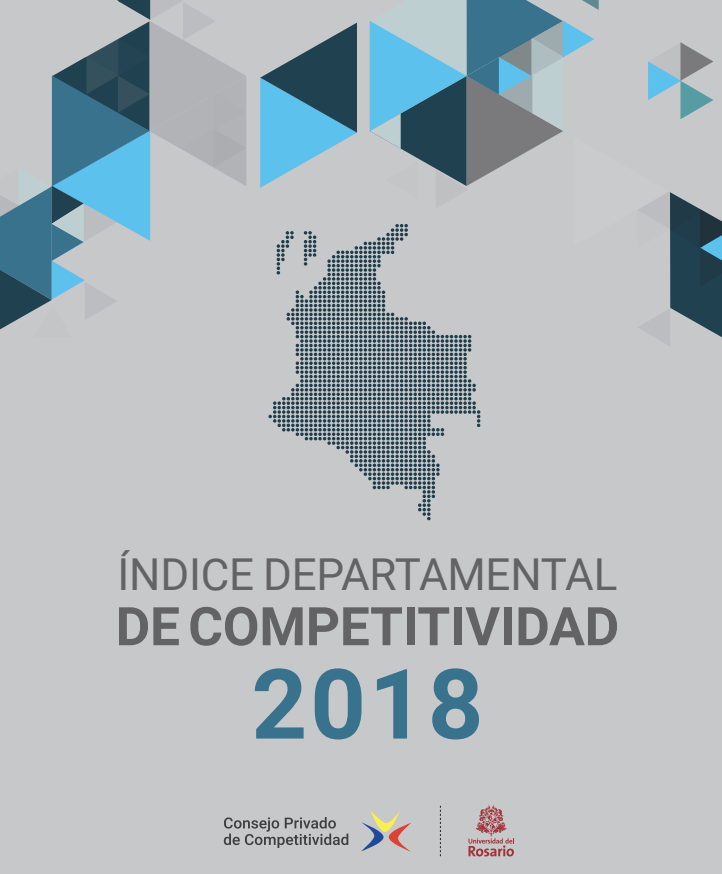 ÍNDICE DEPARTAMENTAL
DE COMPETITIVIDAD
2018
Consejo Privado
de Competitividad
Universidad del
Rosario